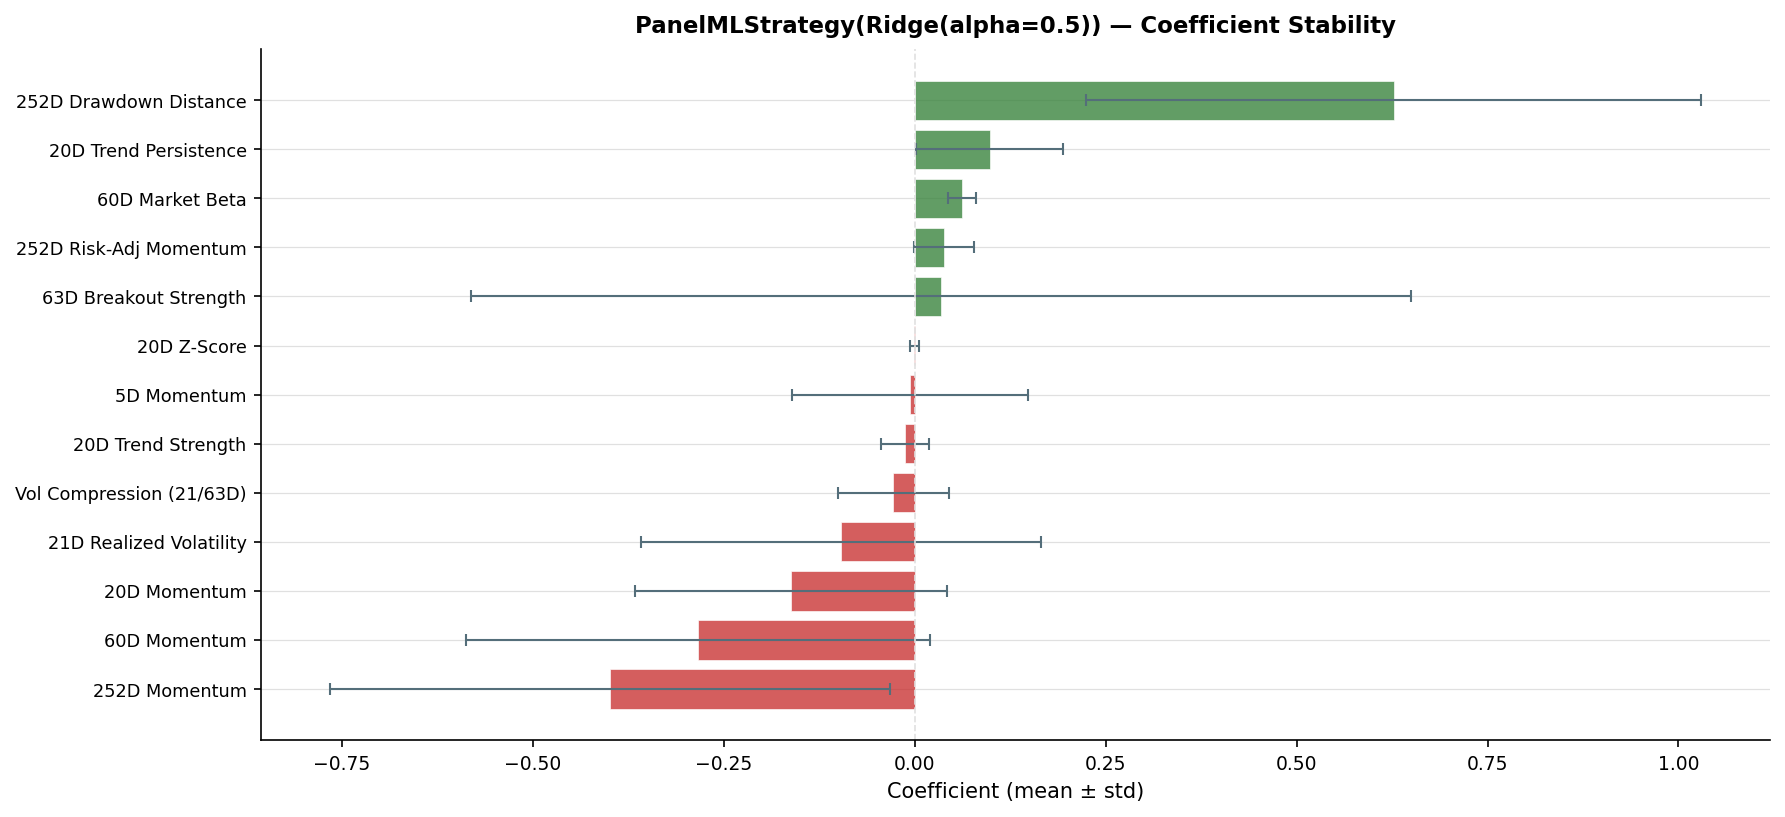 PanelMLStrategy(Ridge(alpha=0.5)) — Coefficient Stability
252D Drawdown Distance
20D Trend Persistence
60D Market Beta
252D Risk-Adj Momentum
63D Breakout Strength
20D Z-Score
5D Momentum
20D Trend Strength
Vol Compression (21/63D)
21D Realized Volatility
20D Momentum
60D Momentum
252D Momentum
−0.75 −0.50 −0.25 0.00 0.25 0.50 0.75 1.00
Coefficient (mean ± std)